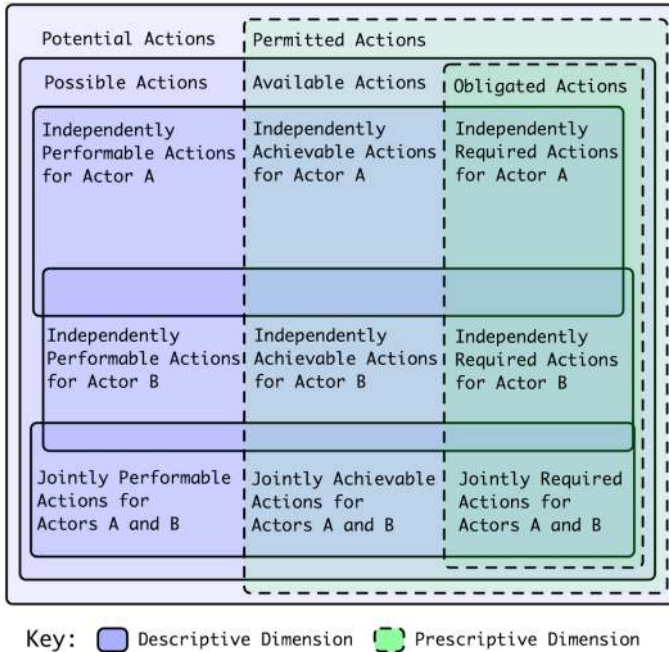 Potential Actions
Permitted Actions
Possible Actions
Available Actions
Obligated Actions
Independently
Performable Actions
for Actor A
Independently
Achievable Actions
for Actor A
Independently
Required Actions
for Actor A
Independently
Performable Actions
for Actor B
Independently
Achievable Actions
for Actor B
Independently
Required Actions
for Actor B
Jointly Performable
Actions for
Actors A and B
Jointly Achievable
Actions for
Actors A and B
Jointly Required
Actions for
Actors A and B
Key:
Descriptive Dimension
Prescriptive Dimension